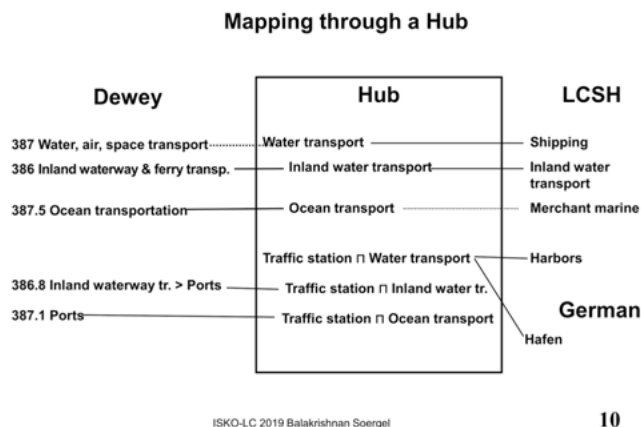 Mapping through a Hub
Dewey Hub LCSH
387 Water, air, space transport Water transport Shipping
386 Inland waterway & ferry transp. Inland water transport Inland water
transport
387.5 Ocean transportation Ocean transport Merchant marine
Traffic station ⊓ Water transport Harbors
386.8 Inland waterway tr. > Ports Traffic station ⊓ Inland water tr.
German
387.1 Ports Traffic station ⊓ Ocean transport
Hafen
ISKO-LC 2019 Balakrishnan Soergel 10